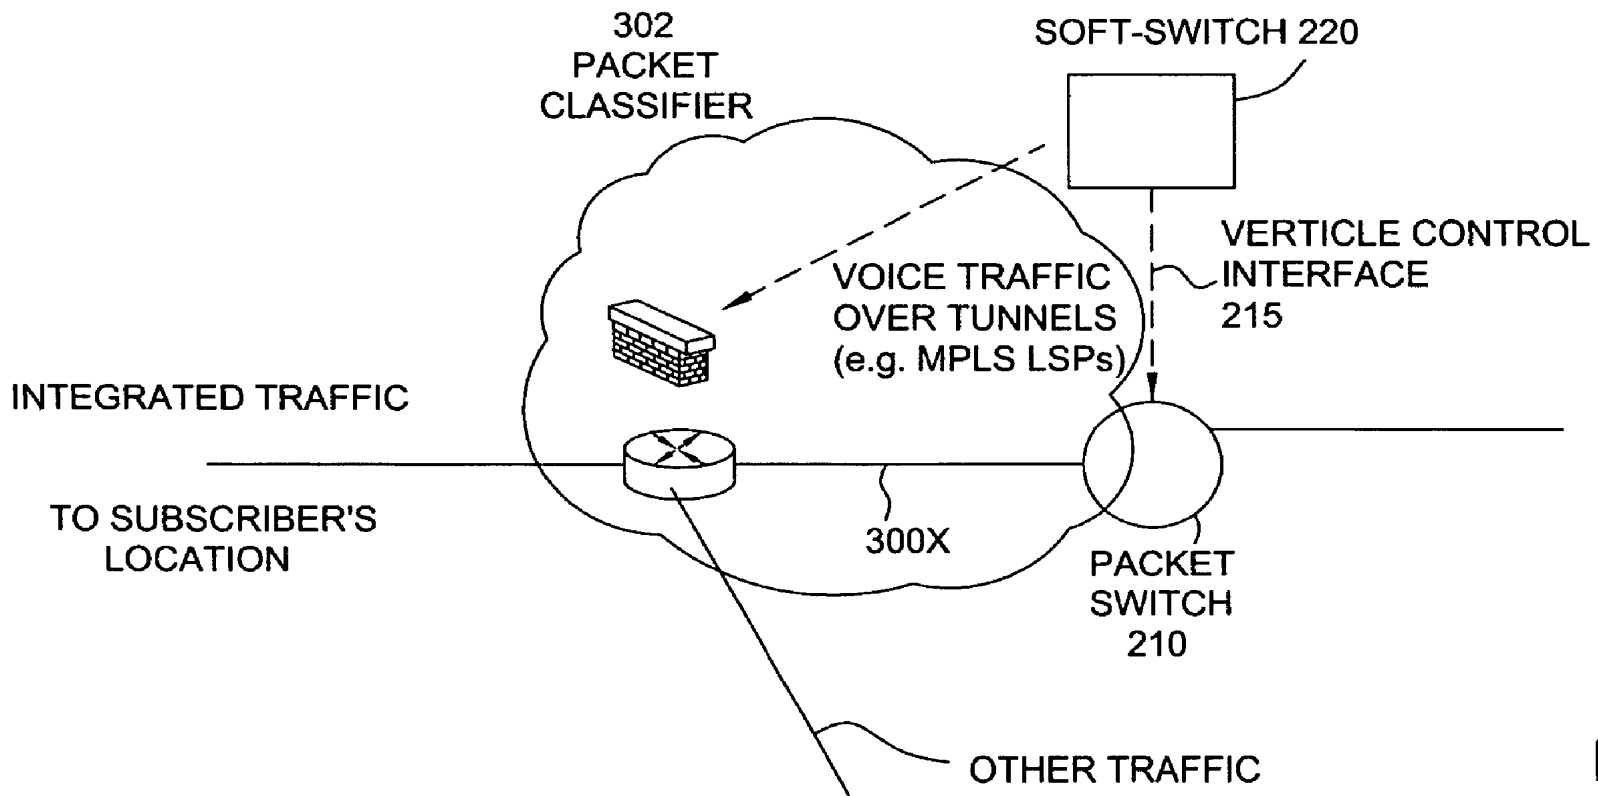 302
PACKET
CLASSIFIER
SOFT-SWITCH 220
VERTICLE CONTROL
INTERFACE
215
VOICE TRAFFIC
OVER TUNNELS
(e.g. MPLS LSPs)
INTEGRATED TRAFFIC
TO SUBSCRIBER'S
LOCATION
300X
PACKET
SWITCH
210
OTHER TRAFFIC